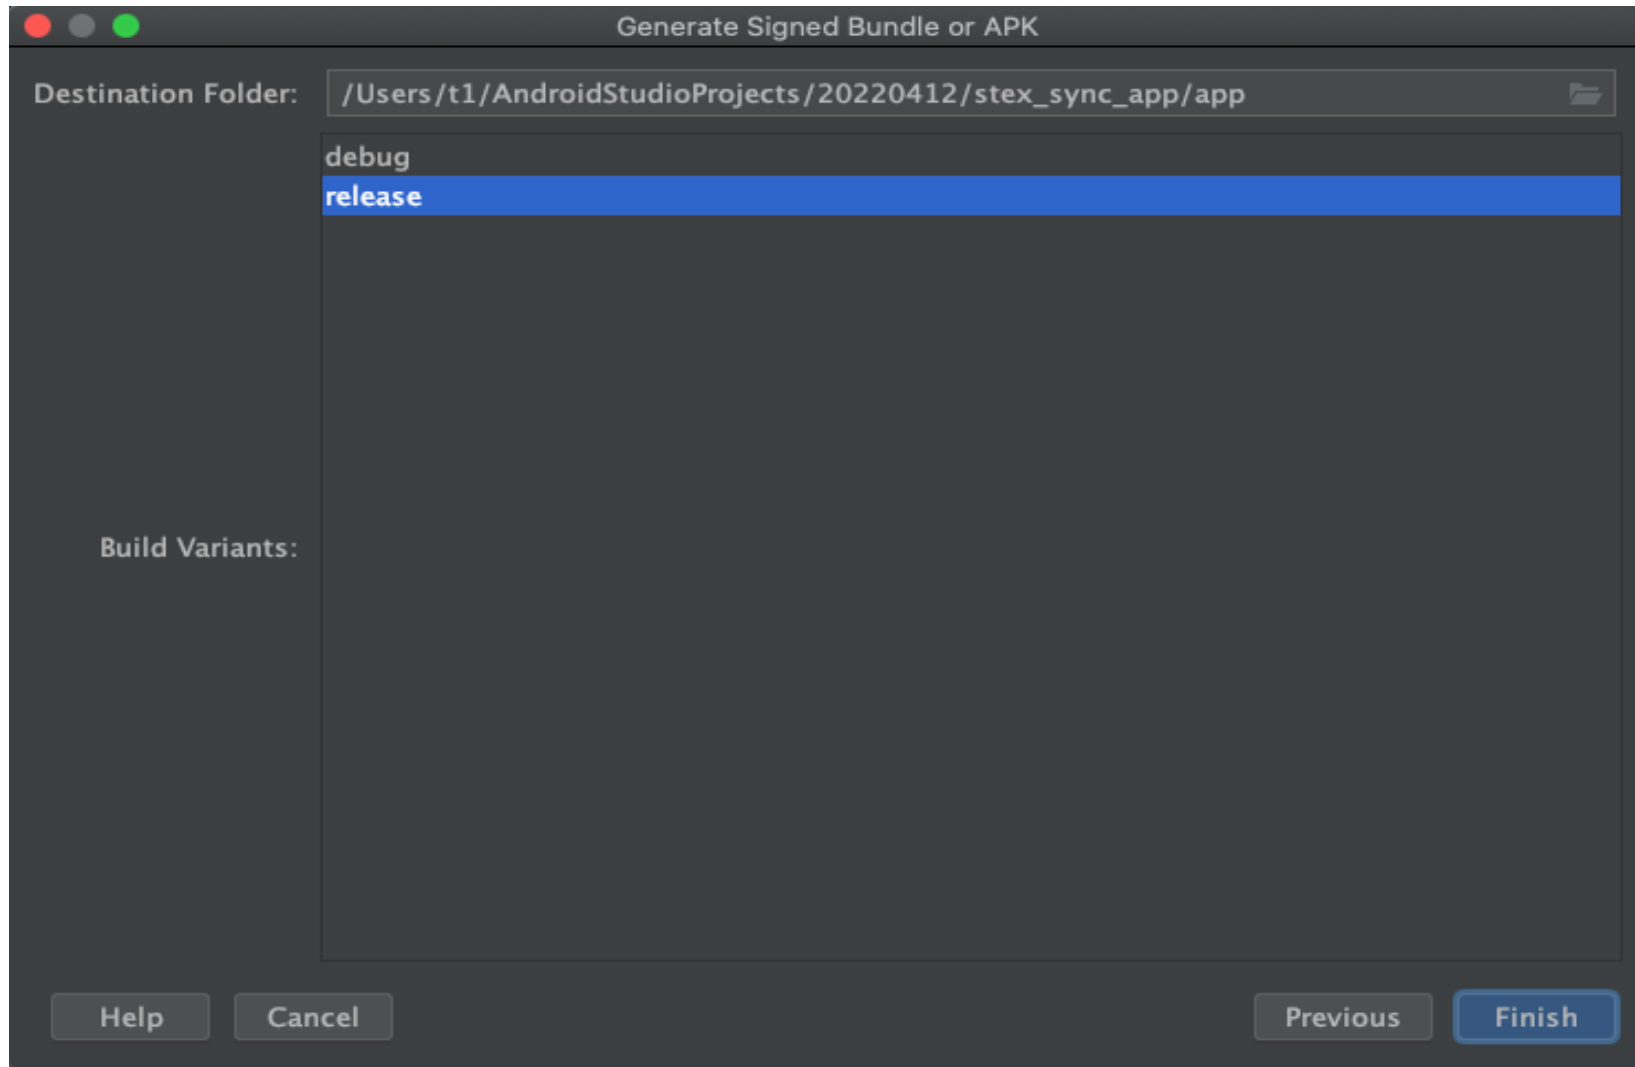 Generate Signed Bundle or APK
Destination Folder: /Users/t1/AndroidStudioProjects/20220412/stex_sync_app/app
debug
release
Build Variants:
Help Cancel Previous Finish